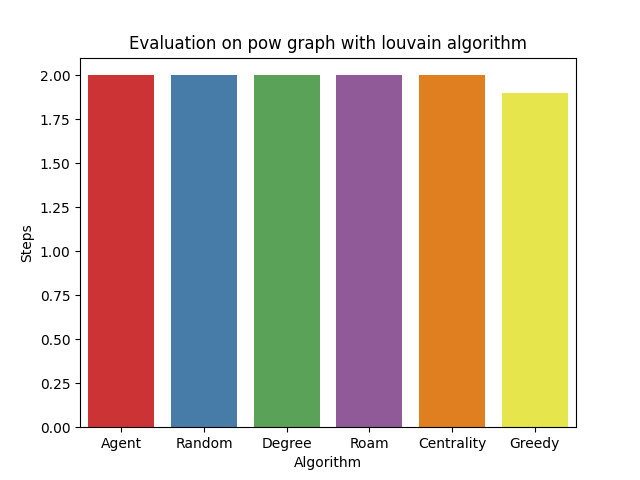 Evaluation on pow graph with louvain algorithm
2.00
1.75
1.50
1.25
1.00
0.75
0.50
0.25
0.00
Steps
Agent Random Degree Roam Centrality Greedy
Algorithm